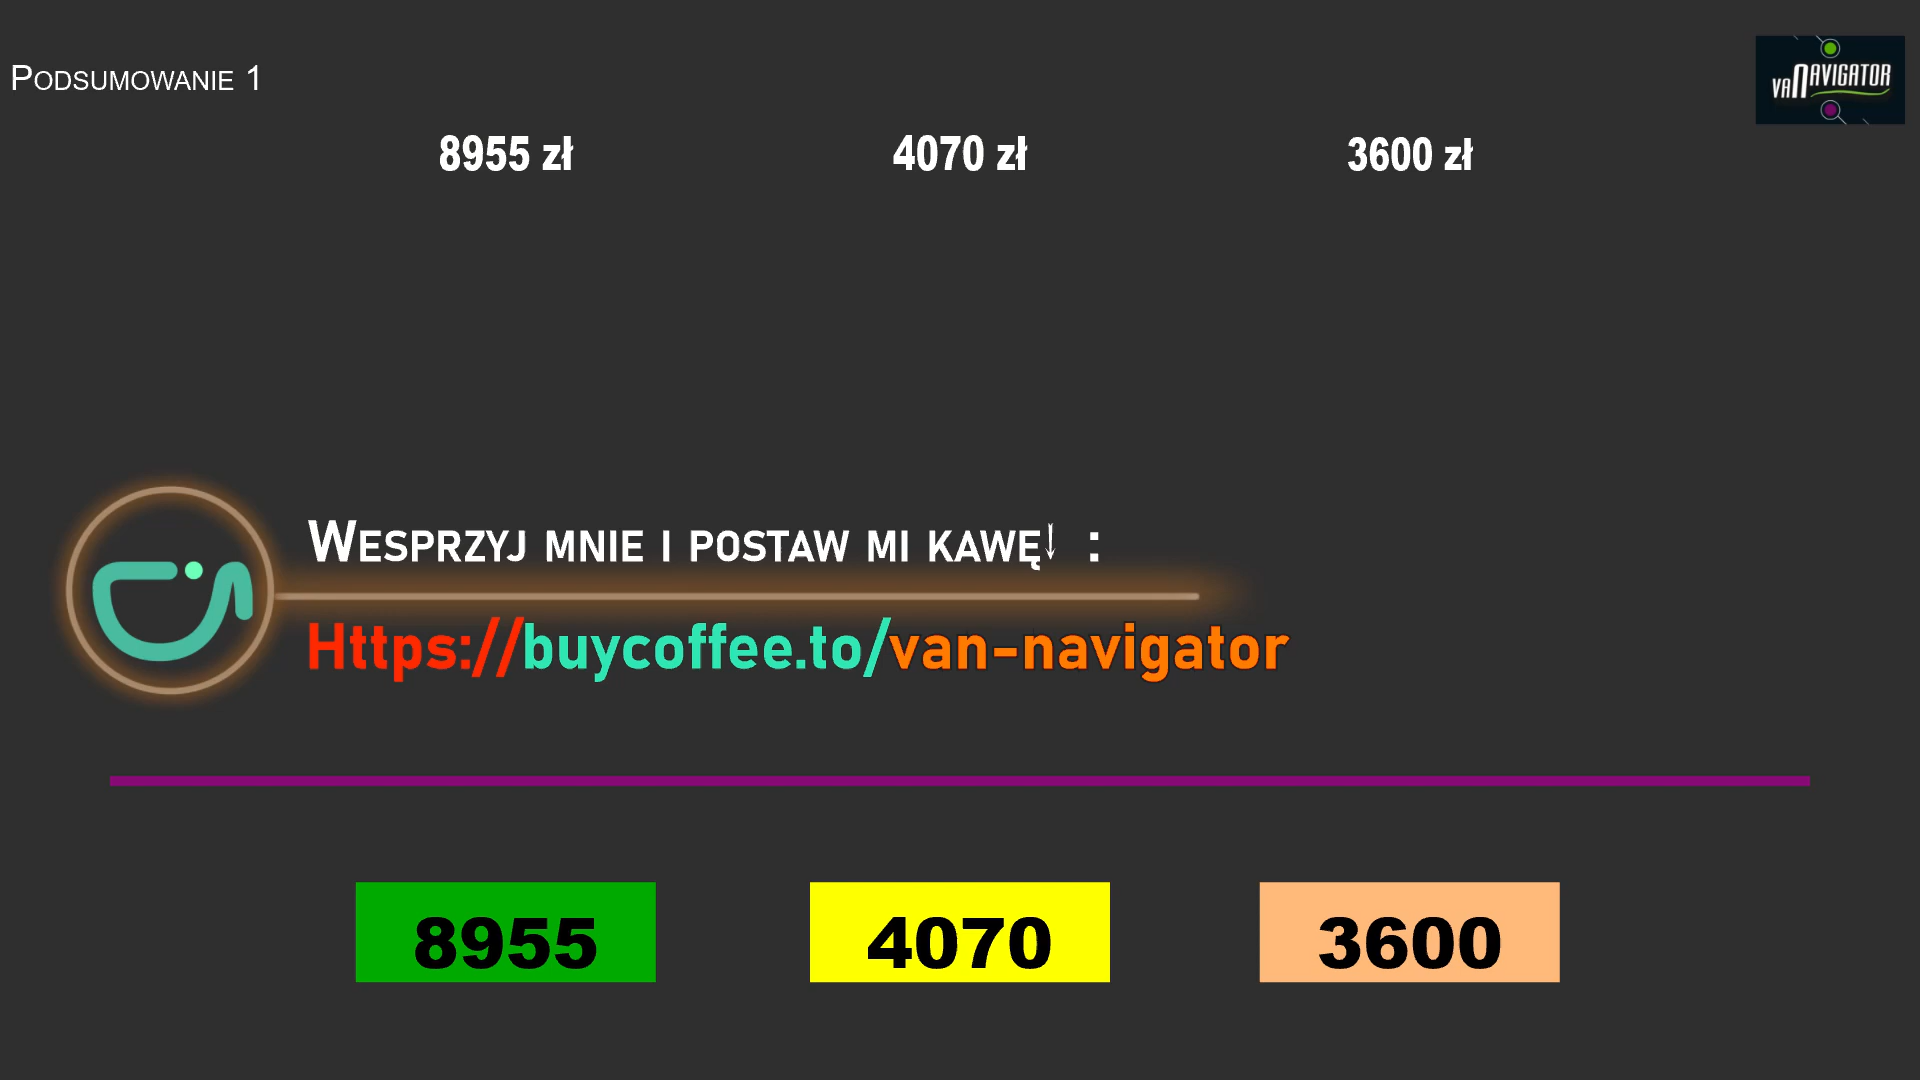 Podsumowanie 1
vaNavigator
8955 zł 4070 zł 3600 zł
Wesprzyj mnie i postaw mi kawę! :
Https://buycoffee.to/van-navigator
8955 4070 3600